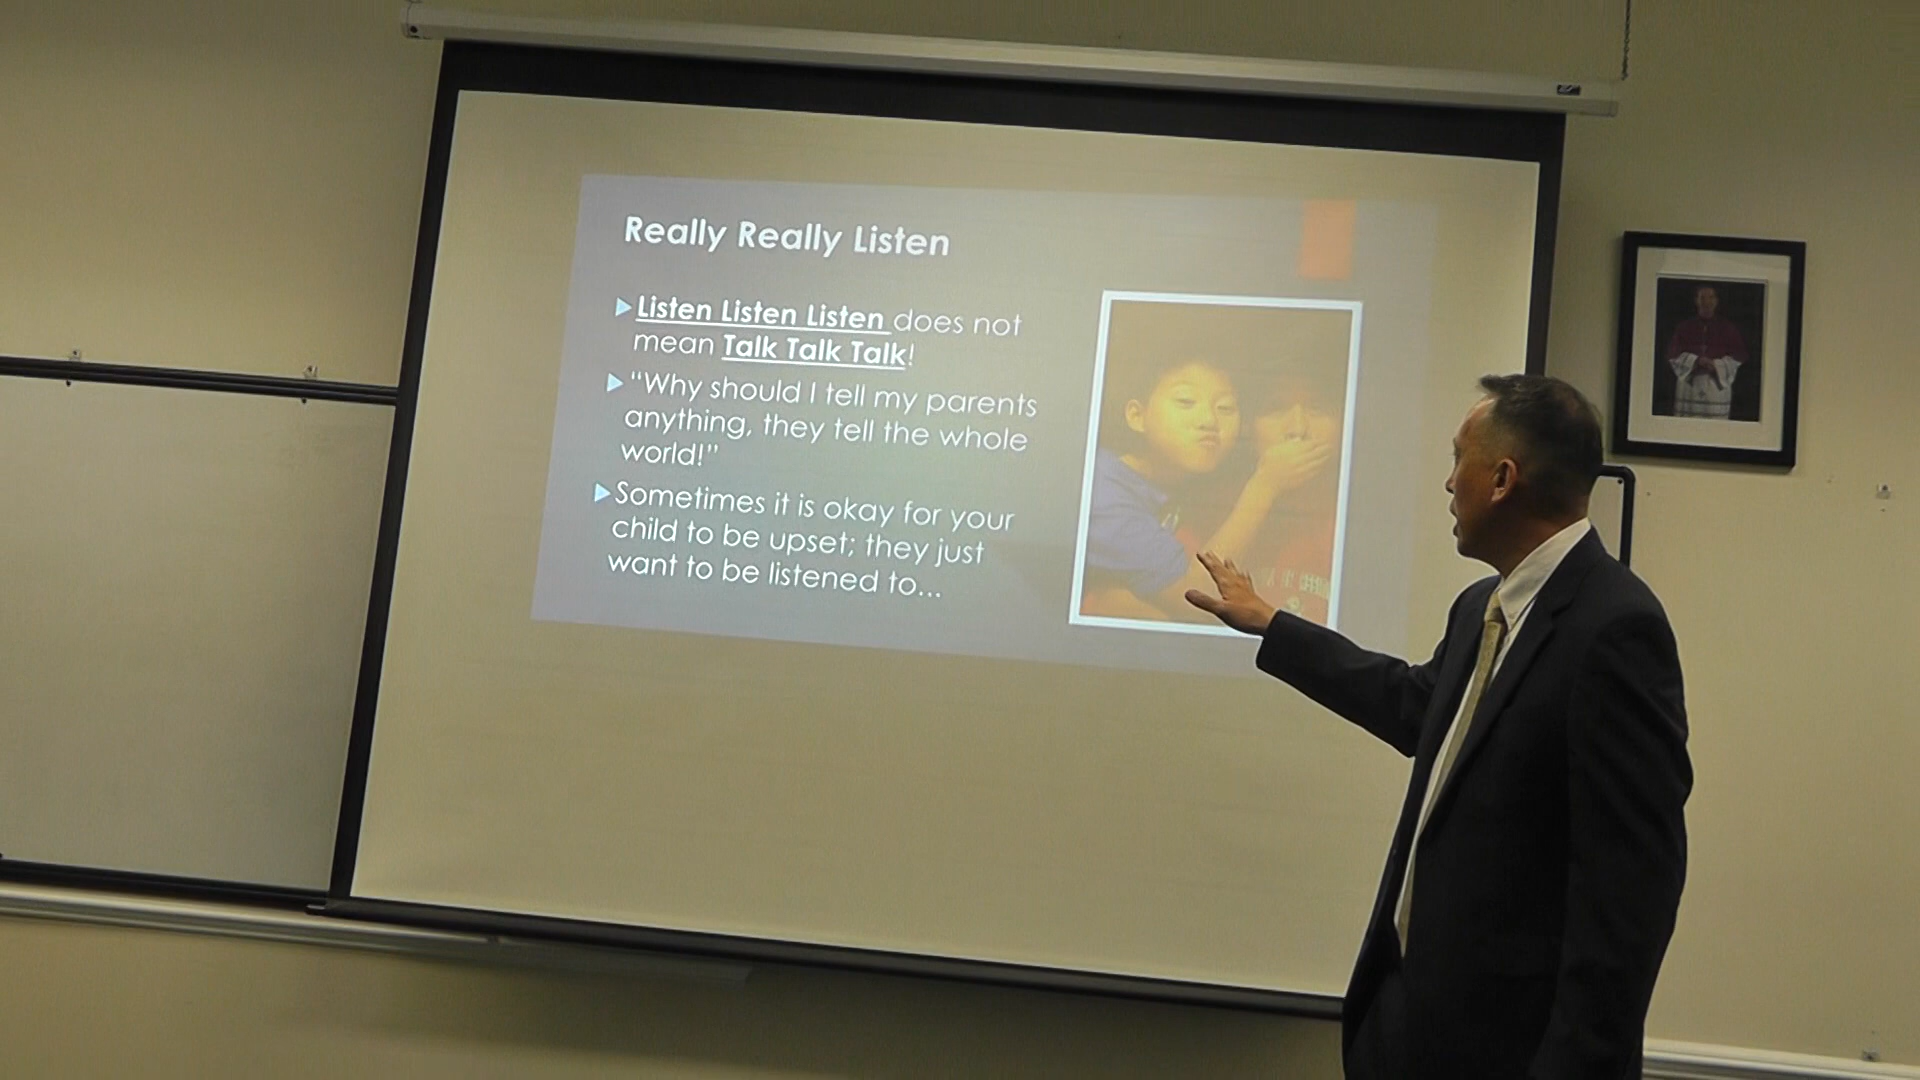 Really Really Listen
Listen Listen Listen does not
mean Talk Talk Talk!
“Why should I tell my parents
anything, they tell the whole
world!”
Sometimes it is okay for your
child to be upset; they just
want to be listened to...